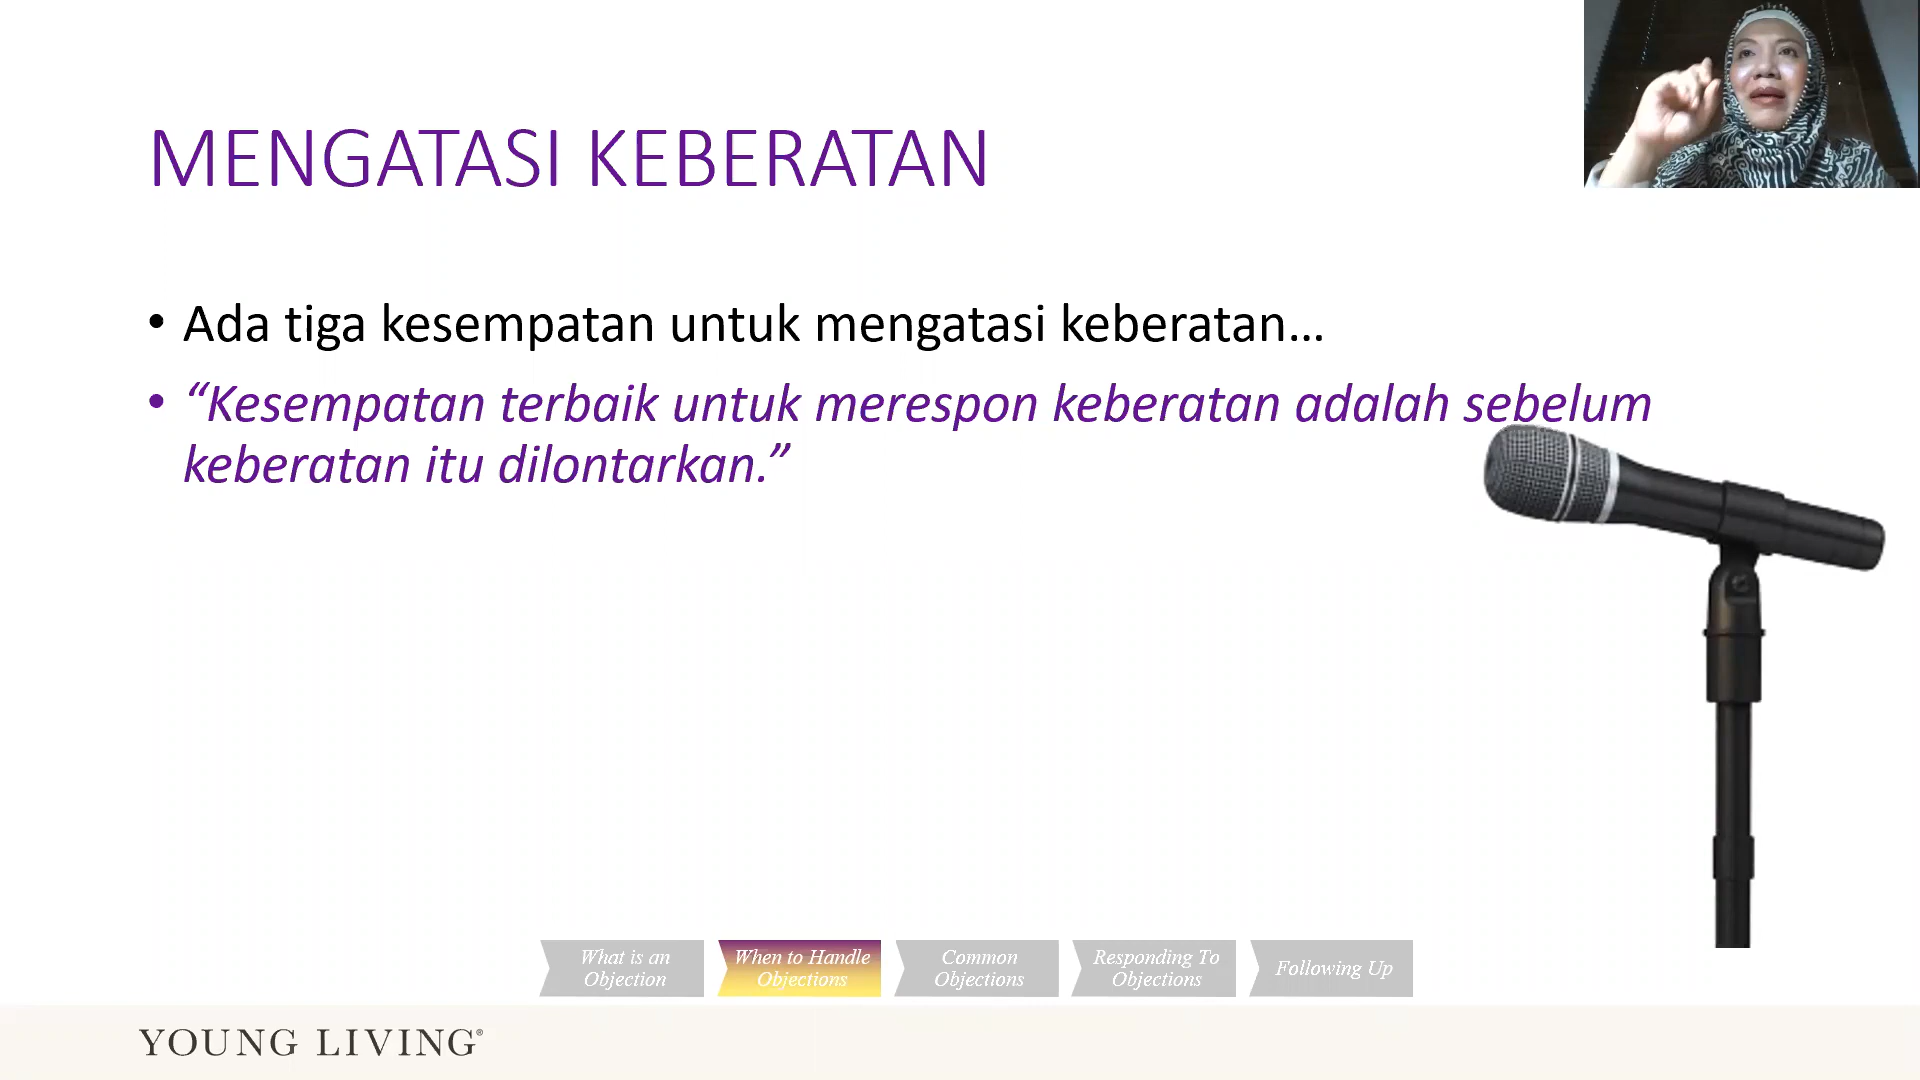 MENGATASI KEBERATAN
• Ada tiga kesempatan untuk mengatasi keberatan…
• “Kesempatan terbaik untuk merespon keberatan adalah sebelum
keberatan itu dilontarkan.”
What is an
Objection
When to Handle
Objections
Common
Objections
Responding To
Objections
Following Up
YOUNG LIVING®